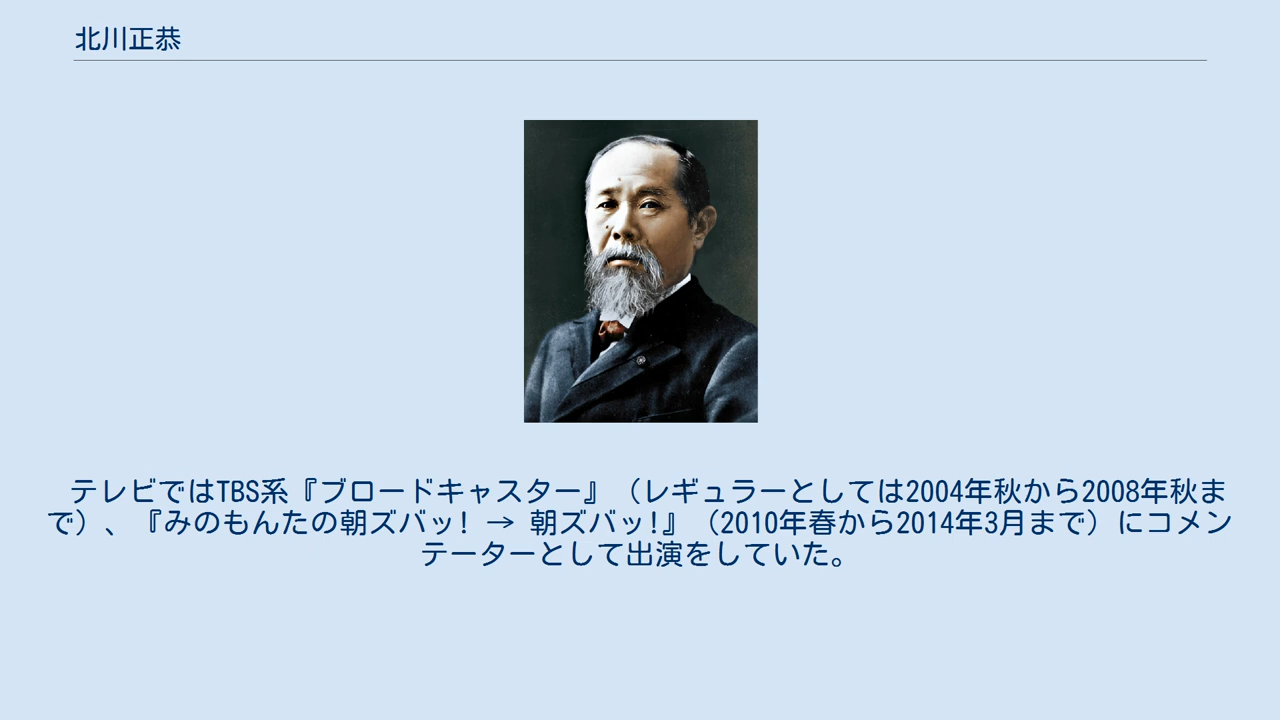 北川正恭
テレビではTBS系『ブロードキャスター』（レギュラーとしては2004年秋から2008年秋ま
で）、『みのもんたの朝ズバッ! → 朝ズバッ!』（2010年春から2014年3月まで）にコメン
テーターとして出演をしていた。